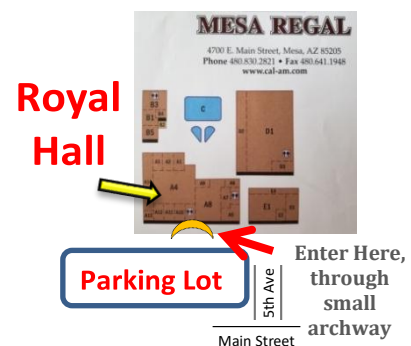 MESA REGAL
4700 E. Main Street, Mesa, AZ 85205
Phone 480.830.2821 • Fax 480.641.1948
www.cal-am.com
Royal
Hall
B3
C
B1
B5
D1
A4
A8
E1
Parking Lot
5th Ave
Enter Here,
through
small
archway
Main Street